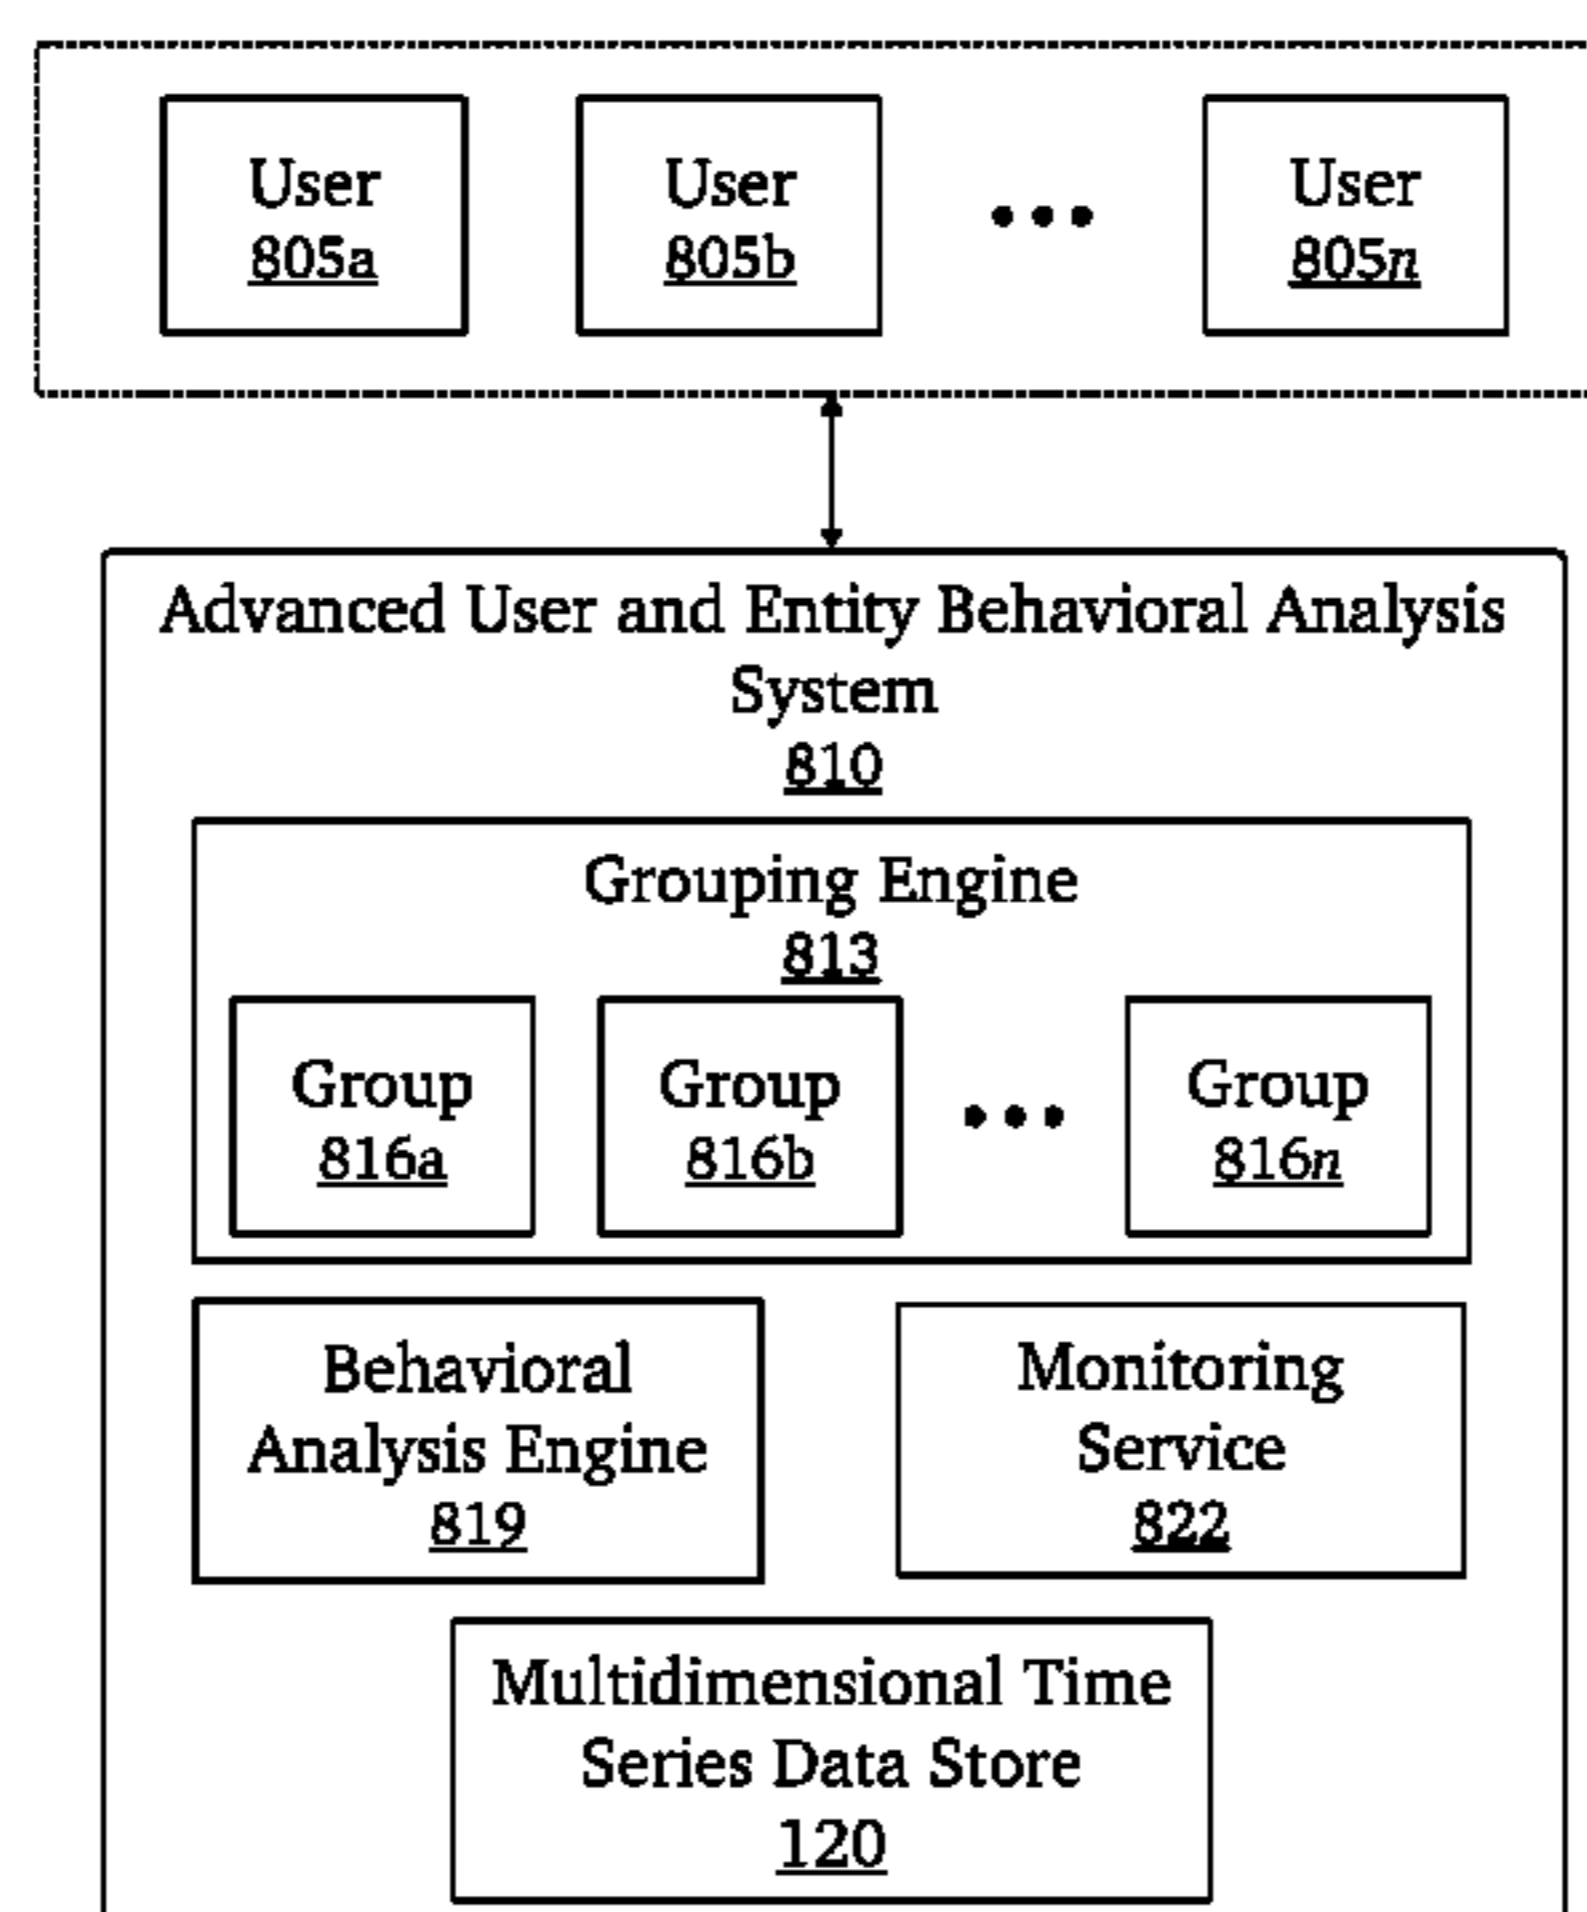 User
805a
User
805b
User
805n
Advanced User and Entity Behavioral Analysis
System
810
Grouping Engine
813
Group
816a
Group
816b
Group
816n
Behavioral
Analysis Engine
819
Monitoring
Service
822
Multidimensional Time
Series Data Store
120